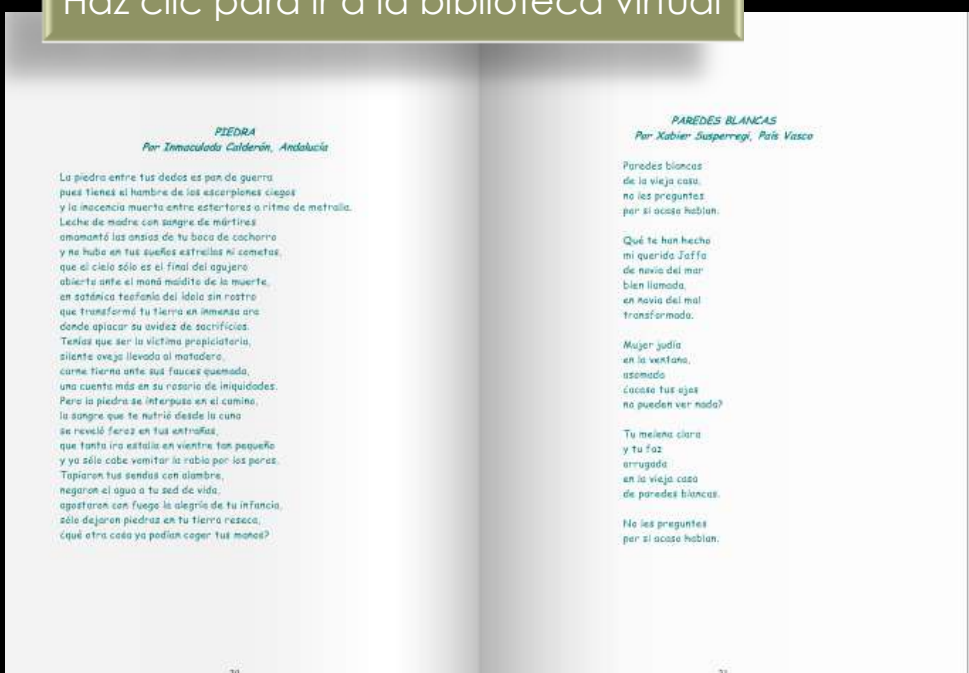 Haz clic para ir a la biblioteca virtual
PIEDRA
Por Inmaculada Calderón, Andalucía
La piedra entre tus dedos es pan de guerra
pues tienes el hambre de los escorpiones ciegos
y la inocencia muerta entre estertores a ritmo de metralla.
Leche de madre con sangre de mártires
amamantó las ansias de tu boca de cachorro
y no hubo en tus sueños estrellas ni cometas,
que el cielo sólo es el final del agujero
abierto ante el maná maldito de la muerte,
en satánica teofanía del ídolo sin rostro
que transformó tu tierra en inmensa ara
donde aplacar su avidez de sacrificios.
Tenías que ser la víctima propiciatoria,
silente oveja llevada al matadero,
carne tierna ante sus fauces quemada,
una cuenta más en su rosario de iniquidades.
Pero la piedra se interpuso en el camino,
la sangre que te nutrió desde la cuna
se reveló feroz en tus entrañas,
que tanta ira estalla en vientre tan pequeño
y ya sólo cabe vomitar la rabia por los poros.
Tapiaron tus sendas con alambre,
negaron el agua a tu sed de vida,
agostaron con fuego la alegría de tu infancia,
sólo dejaron piedras en tu tierra reseca,
¿qué otra cosa ya podían coger tus manos?
PAREDES BLANCAS
Por Xabier Susperregi, País Vasco
Paredes blancas
de la vieja casa,
no les preguntes
por si acaso hablan.
Qué te han hecho
mi querida Jaffa
de novia del mar
bien llamada,
en novia del mal
transformada.
Mujer judía
en la ventana,
asomada
¿acaso tus ojos
no pueden ver nada?
Tu melena clara
y tu faz
arrugada
en la vieja casa
de paredes blancas.
No les preguntes
por si acaso hablan.